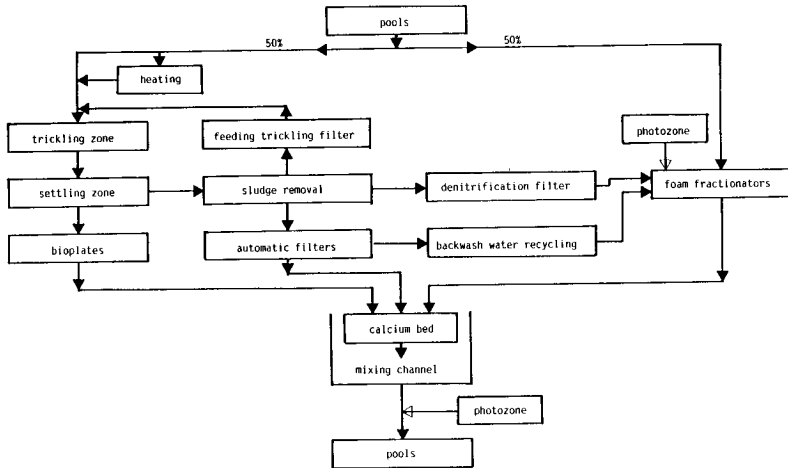 pools
50%
50%
heating
trickling zone
feeding trickling filter
photozone
settling zone
sludge removal
denitrification filter
foam fractionators
bioplates
automatic filters
backwash water recycling
calcium bed
mixing channel
photozone
pools